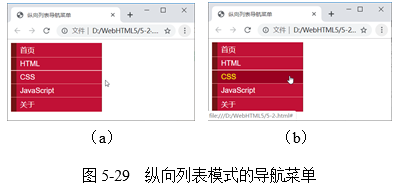 纵向列表导航菜单
文件 | D:/WebHTML5/5-2...
首页
HTML
CSS
JavaScript
关于
(a)
纵向列表导航菜单
文件 | D:/WebHTML5/5-2...
首页
HTML
CSS
JavaScript
关于
file:///D:/WebHTML5/5-2.html#
(b)
图 5-29 纵向列表模式的导航菜单